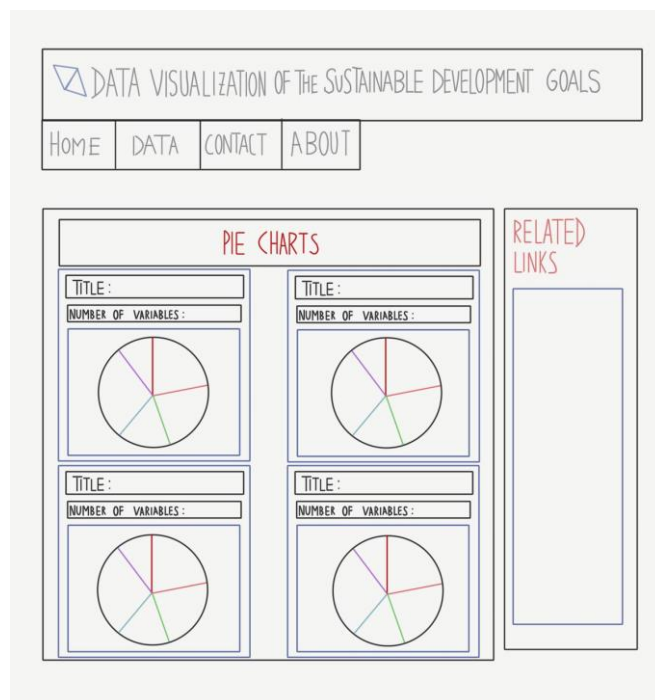 DATA VISUALIZATION OF THE SUSTAINABLE DEVELOPMENT GOALS
HOME DATA CONTACT ABOUT
PIE CHARTS
TITLE:
NUMBER OF VARIABLES:
TITLE:
NUMBER OF VARIABLES:
TITLE:
NUMBER OF VARIABLES:
TITLE:
NUMBER OF VARIABLES:
RELATED
LINKS